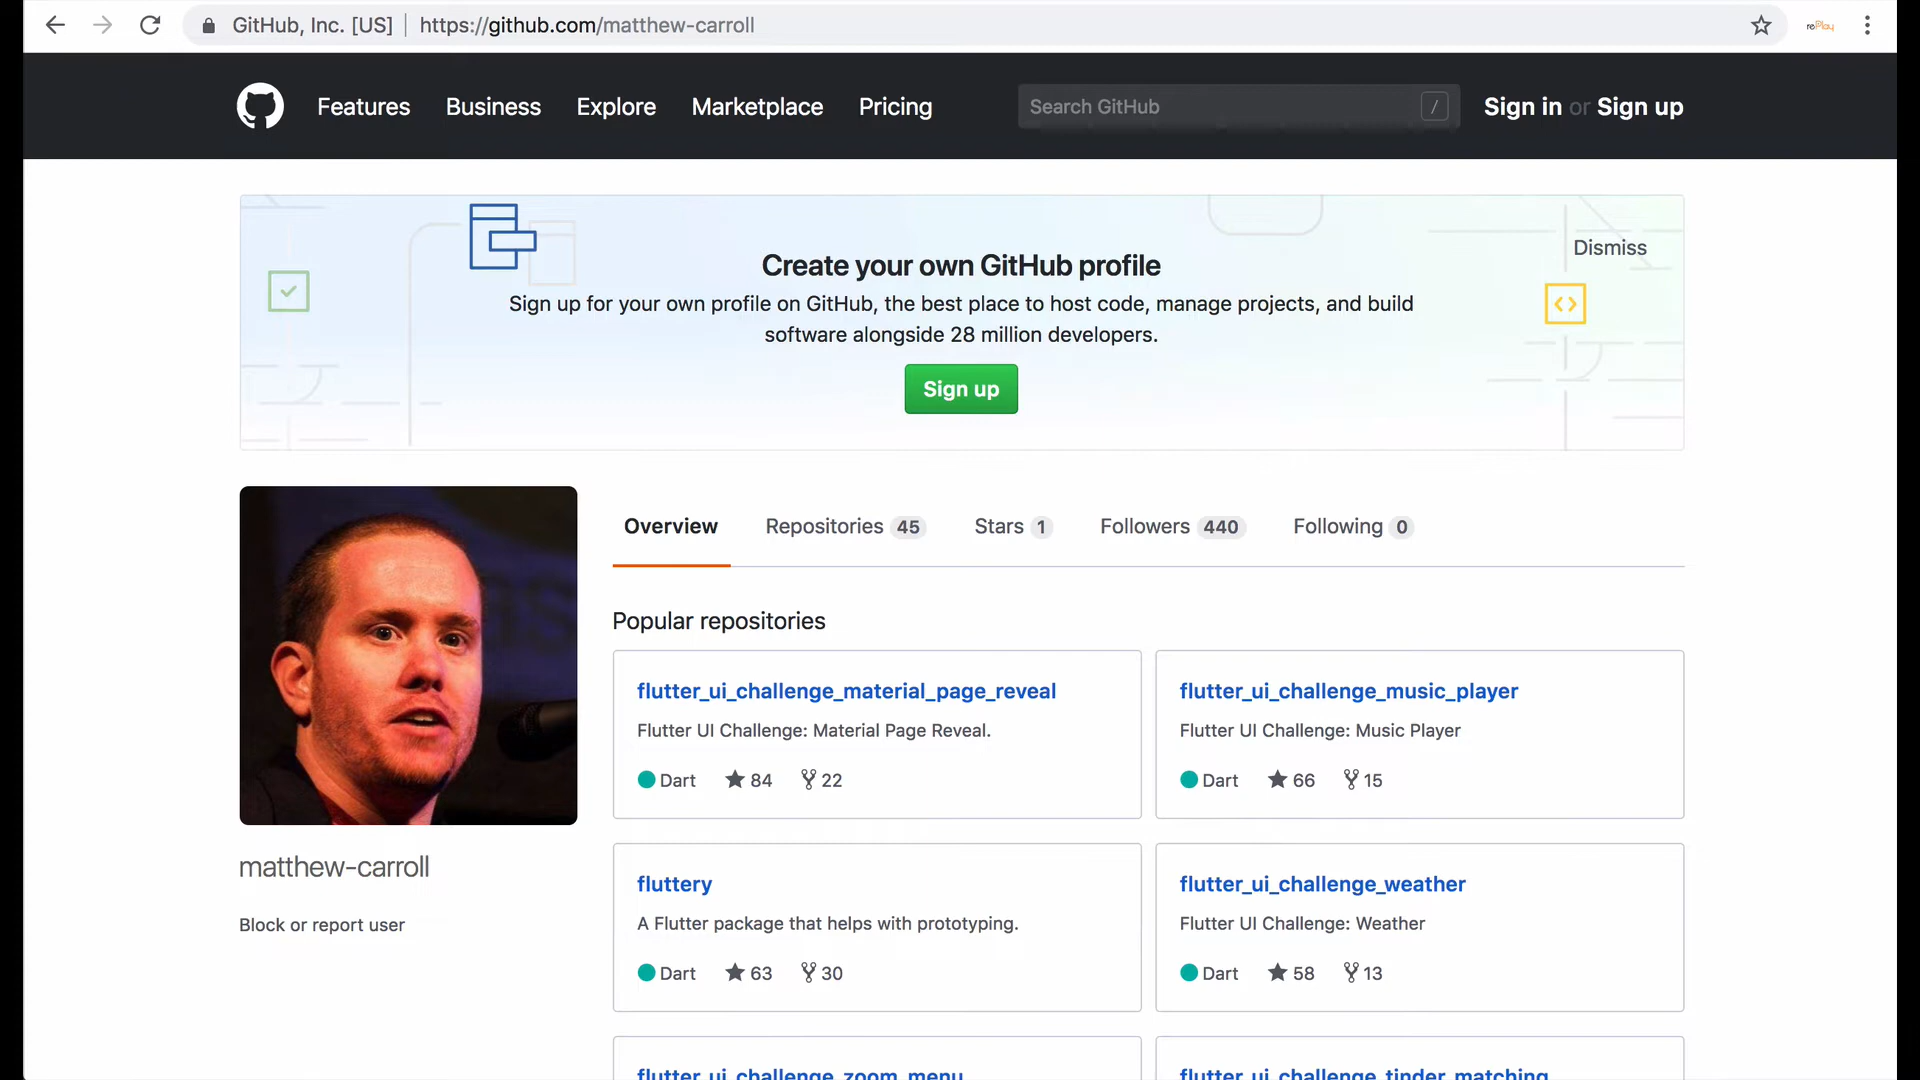 GitHub, Inc. [US] https://github.com/matthew-carroll
rePlay
Features Business Explore Marketplace Pricing Search GitHub / Sign in or Sign up
Dismiss
Create your own GitHub profile
Sign up for your own profile on GitHub, the best place to host code, manage projects, and build
software alongside 28 million developers.
Sign up
Overview Repositories 45 Stars 1 Followers 440 Following 0
Popular repositories
flutter_ui_challenge_material_page_reveal
Flutter UI Challenge: Material Page Reveal.
Dart 84 22
flutter_ui_challenge_music_player
Flutter UI Challenge: Music Player
Dart 66 15
matthew-carroll
Block or report user
fluttery
A Flutter package that helps with prototyping.
Dart 63 30
flutter_ui_challenge_weather
Flutter UI Challenge: Weather
Dart 58 13
flutter_ui_challenge_zoom_menu
flutter_ui_challenge_tinder_matching